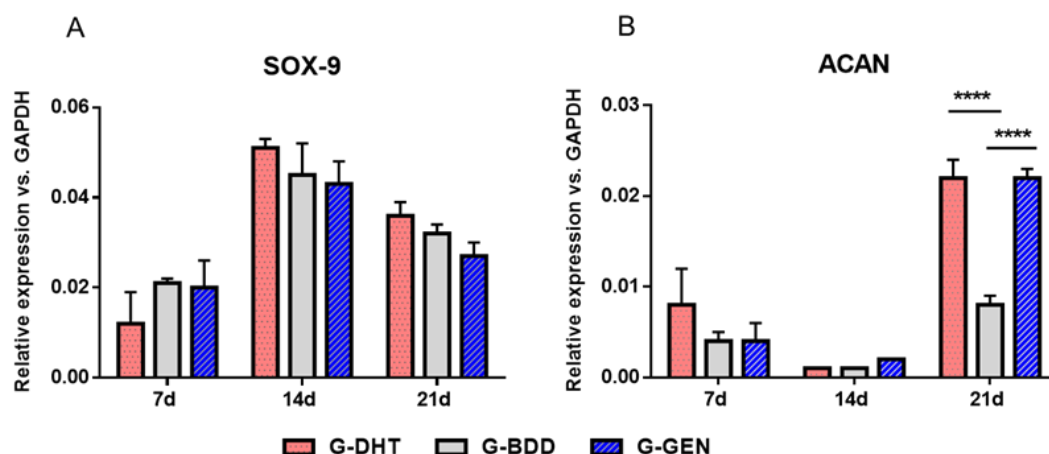 A
SOX-9
Relative expression vs. GAPDH
0.06
0.04
0.02
0.00
7d 14d 21d
B
ACAN
Relative expression vs. GAPDH
0.03
0.02
0.01
0.00
****
****
7d 14d 21d
G-DHT G-BDD G-GEN